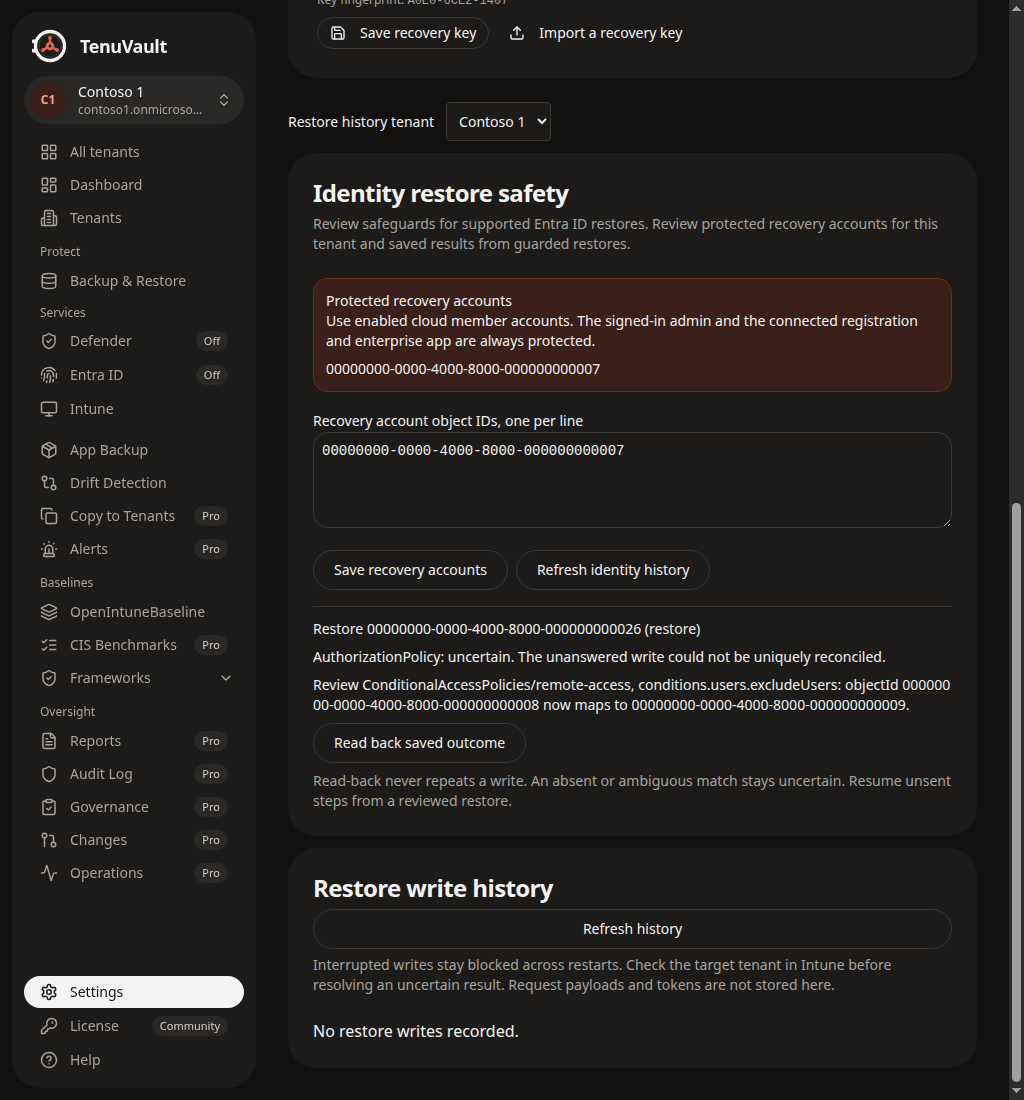 TenuVault
C1
Contoso 1
contoso1.onmicroso...
All tenants
Dashboard
Tenants
Protect
Backup & Restore
Services
Defender Off
Entra ID Off
Intune
App Backup
Drift Detection
Copy to Tenants Pro
Alerts Pro
Baselines
OpenIntuneBaseline
CIS Benchmarks Pro
Frameworks
Oversight
Reports Pro
Audit Log Pro
Governance Pro
Changes Pro
Operations Pro
Settings
License Community
Help
Save recovery key
Import a recovery key
Restore history tenant Contoso 1
Identity restore safety
Review safeguards for supported Entra ID restores. Review protected recovery accounts for this
tenant and saved results from guarded restores.
Protected recovery accounts
Use enabled cloud member accounts. The signed-in admin and the connected registration
and enterprise app are always protected.
00000000-0000-4000-8000-000000000007
Recovery account object IDs, one per line
00000000-0000-4000-8000-000000000007
Save recovery accounts
Refresh identity history
Restore 00000000-0000-4000-8000-000000000026 (restore)
AuthorizationPolicy: uncertain. The unanswered write could not be uniquely reconciled.
Review ConditionalAccessPolicies/remote-access, conditions.users.excludeUsers: objectId 000000
00-0000-4000-8000-000000000008 now maps to 00000000-0000-4000-8000-000000000009.
Read back saved outcome
Read-back never repeats a write. An absent or ambiguous match stays uncertain. Resume unsent
steps from a reviewed restore.
Restore write history
Refresh history
Interrupted writes stay blocked across restarts. Check the target tenant in Intune before
resolving an uncertain result. Request payloads and tokens are not stored here.
No restore writes recorded.